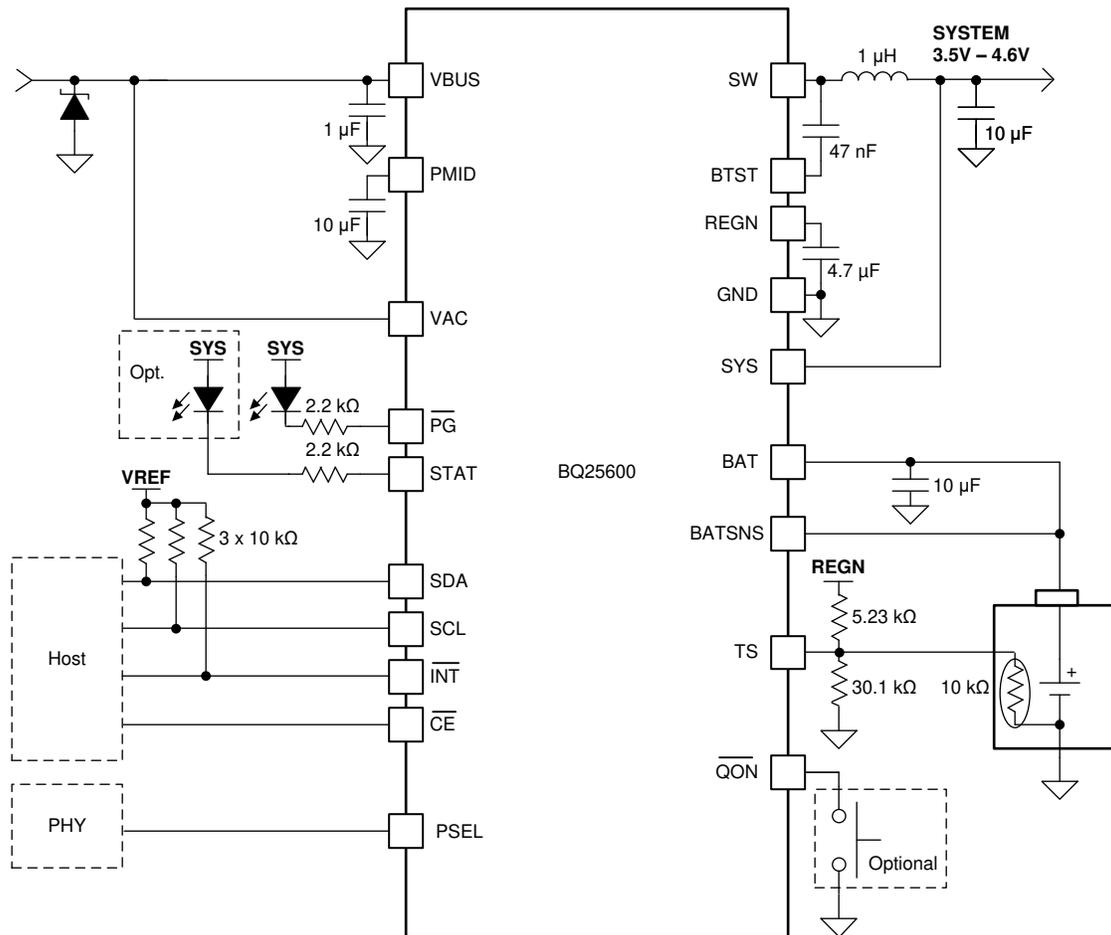 SYSTEM
3.5V – 4.6V
1 µH
VBUS
SW
1 µF
10 µF
47 nF
PMID
BTST
10 µF
REGN
4.7 µF
GND
VAC
SYS
SYS
SYS
Opt.
2.2 kΩ
PG
2.2 kΩ
STAT
BQ25600
BAT
10 µF
VREF
3 x 10 kΩ
BATSNS
REGN
SDA
5.23 kΩ
SCL
TS
Host
INT
30.1 kΩ
10 kΩ
+
CE
QON
PHY
PSEL
Optional